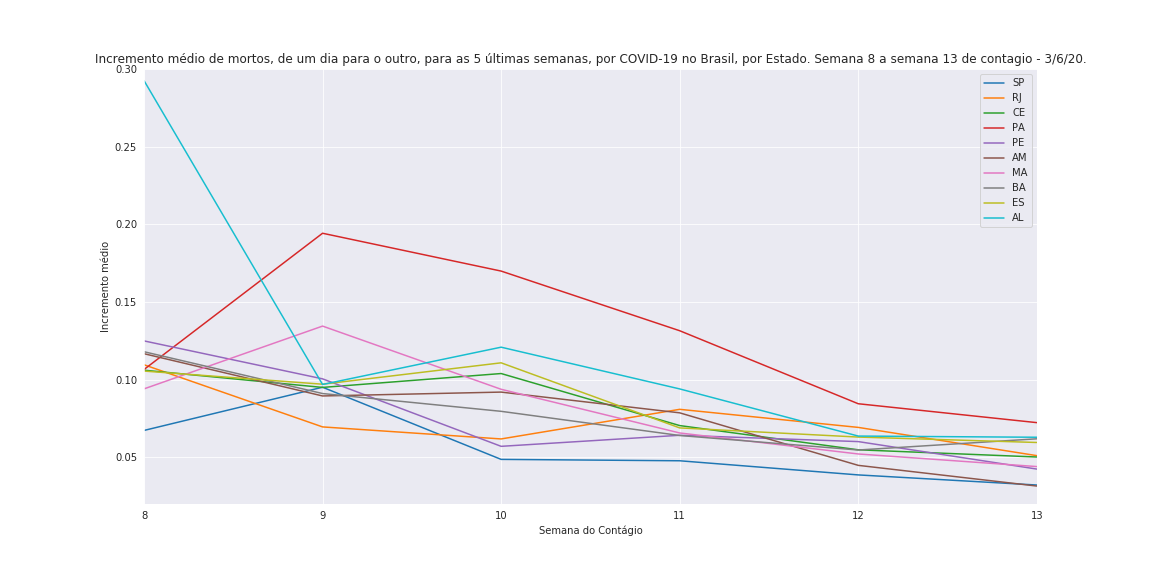 Incremento médio de mortos, de um dia para o outro, para as 5 últimas semanas, por COVID-19 no Brasil, por Estado. Semana 8 a semana 13 de contagio - 3/6/20.
0.30
0.25
0.20
0.15
0.10
0.05
Incremento médio
SP
RJ
CE
PA
PE
AM
MA
BA
ES
AL
8 9 10 11 12 13
Semana do Contágio